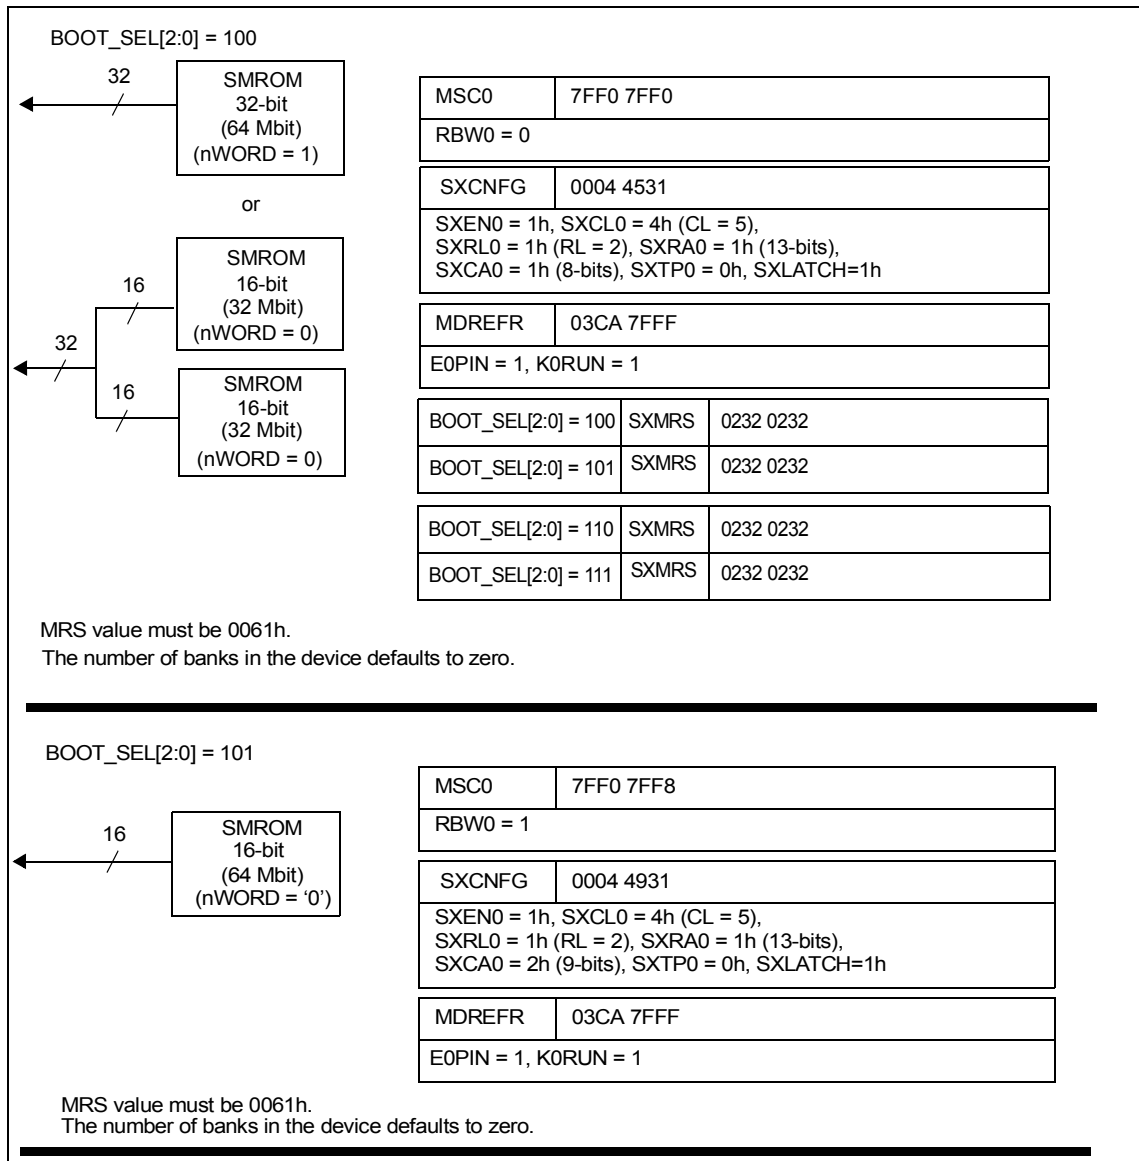 BOOT_SEL[2:0] = 100
32
SMROM
32-bit
(64 Mbit)
(nWORD = 1)
or
16
SMROM
16-bit
(32 Mbit)
(nWORD = 0)
32
16
SMROM
16-bit
(32 Mbit)
(nWORD = 0)
MSC0 7FF0 7FF0
RBW0 = 0
SXCNFG 0004 4531
SXEN0 = 1h, SXCL0 = 4h (CL = 5),
SXRL0 = 1h (RL = 2), SXRA0 = 1h (13-bits),
SXCA0 = 1h (8-bits), SXTP0 = 0h, SXLATCH=1h
MDREFR 03CA 7FFF
E0PIN = 1, K0RUN = 1
BOOT_SEL[2:0] = 100 SXMRS 0232 0232
BOOT_SEL[2:0] = 101 SXMRS 0232 0232
BOOT_SEL[2:0] = 110 SXMRS 0232 0232
BOOT_SEL[2:0] = 111 SXMRS 0232 0232
MRS value must be 0061h.
The number of banks in the device defaults to zero.
BOOT_SEL[2:0] = 101
16
SMROM
16-bit
(64 Mbit)
(nWORD = ‘0’)
MSC0 7FF0 7FF8
RBW0 = 1
SXCNFG 0004 4931
SXEN0 = 1h, SXCL0 = 4h (CL = 5),
SXRL0 = 1h (RL = 2), SXRA0 = 1h (13-bits),
SXCA0 = 2h (9-bits), SXTP0 = 0h, SXLATCH=1h
MDREFR 03CA 7FFF
E0PIN = 1, K0RUN = 1
MRS value must be 0061h.
The number of banks in the device defaults to zero.